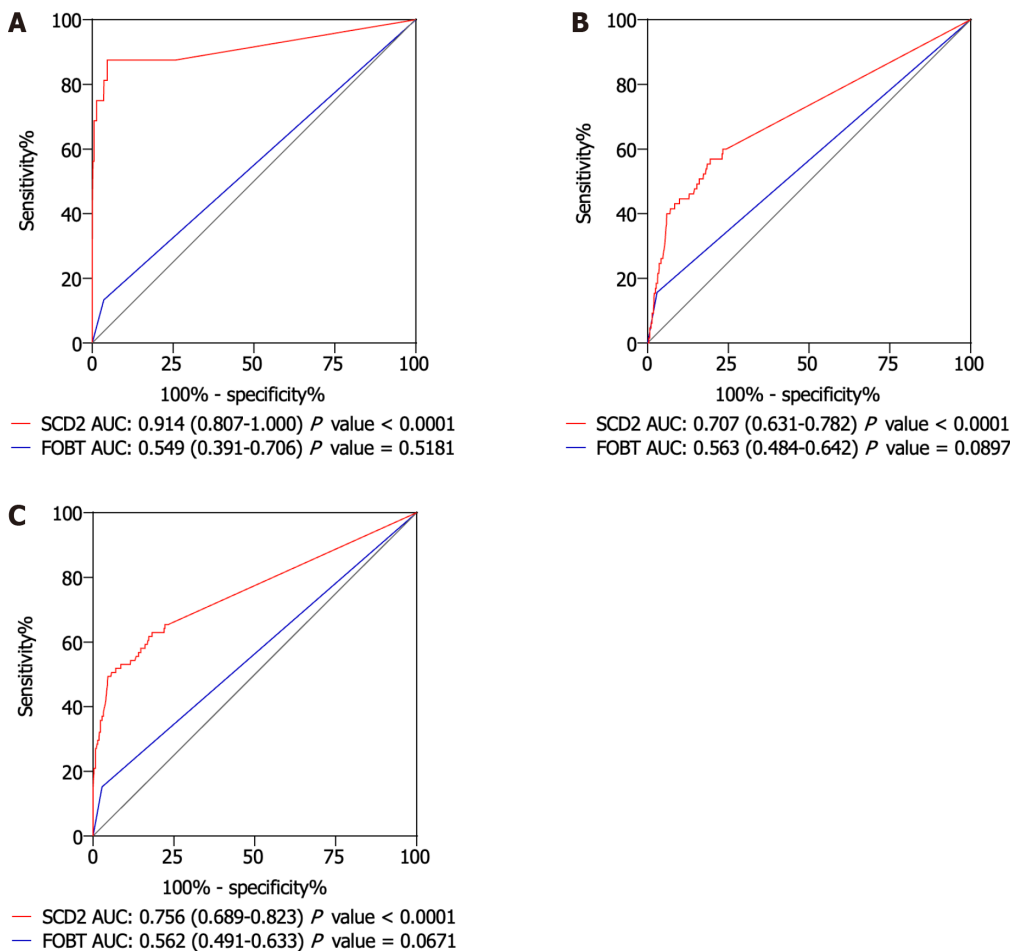 A
100
80
60
40
20
0
Sensitivity%
0 25 50 75 100
100% - specificity%
SCD2 AUC: 0.914 (0.807-1.000) P value < 0.0001
FOBT AUC: 0.549 (0.391-0.706) P value = 0.5181
B
100
80
60
40
20
0
Sensitivity%
0 25 50 75 100
100% - specificity%
SCD2 AUC: 0.707 (0.631-0.782) P value < 0.0001
FOBT AUC: 0.563 (0.484-0.642) P value = 0.0897
C
100
80
60
40
20
0
Sensitivity%
0 25 50 75 100
100% - specificity%
SCD2 AUC: 0.756 (0.689-0.823) P value < 0.0001
FOBT AUC: 0.562 (0.491-0.633) P value = 0.0671